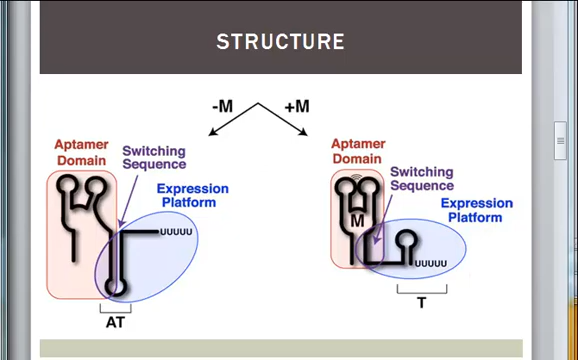 STRUCTURE
-M
+M
Aptamer
Domain
Switching
Sequence
Expression
Platform
UUUUU
AT
Aptamer
Domain
Switching
Sequence
Expression
Platform
M
UUUUU
T